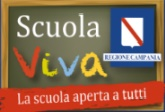 Scuola
Viva
REGIONE CAMPANIA
La scuola aperta a tutti